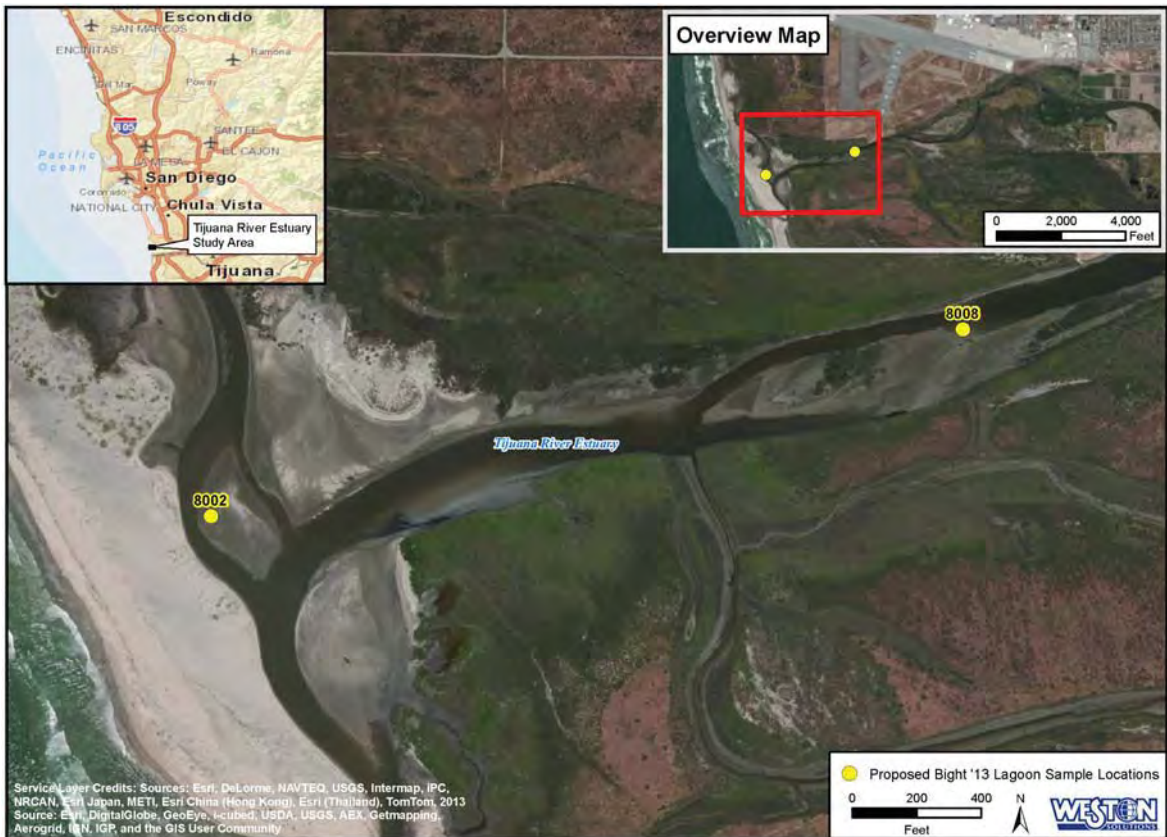 Escondido
SAN MARCOS
ENCINITAS
Ramona
Del Mar
Poway
805
SANTEE
EL CAJON
Pacific
Ocean
LA MESA
San Diego
Coronado
NATIONAL CITY
Chula Vista
Tijuana River Estuary
Study Area
Tijuana
Overview Map
0 2,000 4,000
Feet
8008
Tijuana River Estuary
8002
Service Layer Credits: Sources: Esri, DeLorme, NAVTEQ, USGS, Intermap, iPC,
NRCAN, Esri Japan, METI, Esri China (Hong Kong), Esri (Thailand), TomTom, 2013
Source: Esri, DigitalGlobe, GeoEye, i-cubed, USDA, USGS, AEX, Getmapping,
Aerogrid, IGN, IGP, and the GIS User Community
Proposed Bight '13 Lagoon Sample Locations
0 200 400
Feet
N
WESTON
SOLUTIONS